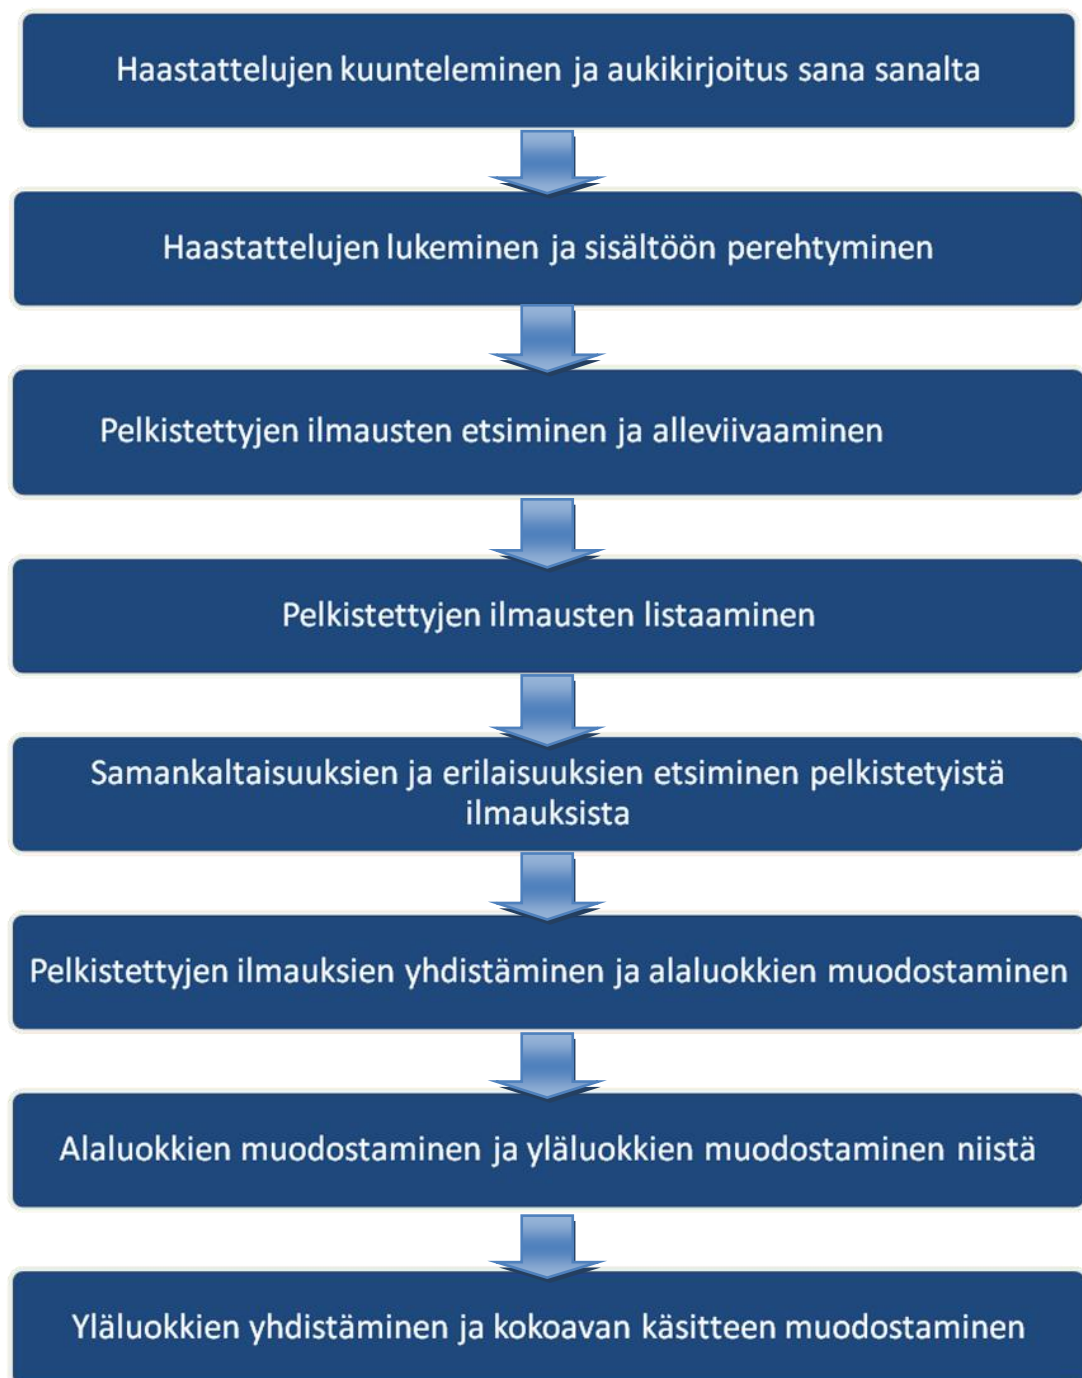 Haastattelujen kuunteleminen ja aukikirjoitus sana sanalta
Haastattelujen lukeminen ja sisältöön perehtyminen
Pelkistettyjen ilmausten etsiminen ja alleviivaaminen
Pelkistettyjen ilmausten listaaminen
Samankaltaisuuksien ja erilaisuuksien etsiminen pelkistetyistä
ilmauksista
Pelkistettyjen ilmauksien yhdistäminen ja alaluokkien muodostaminen
Alaluokkien muodostaminen ja yläluokkien muodostaminen niistä
Yläluokkien yhdistäminen ja kokoavan käsitteen muodostaminen